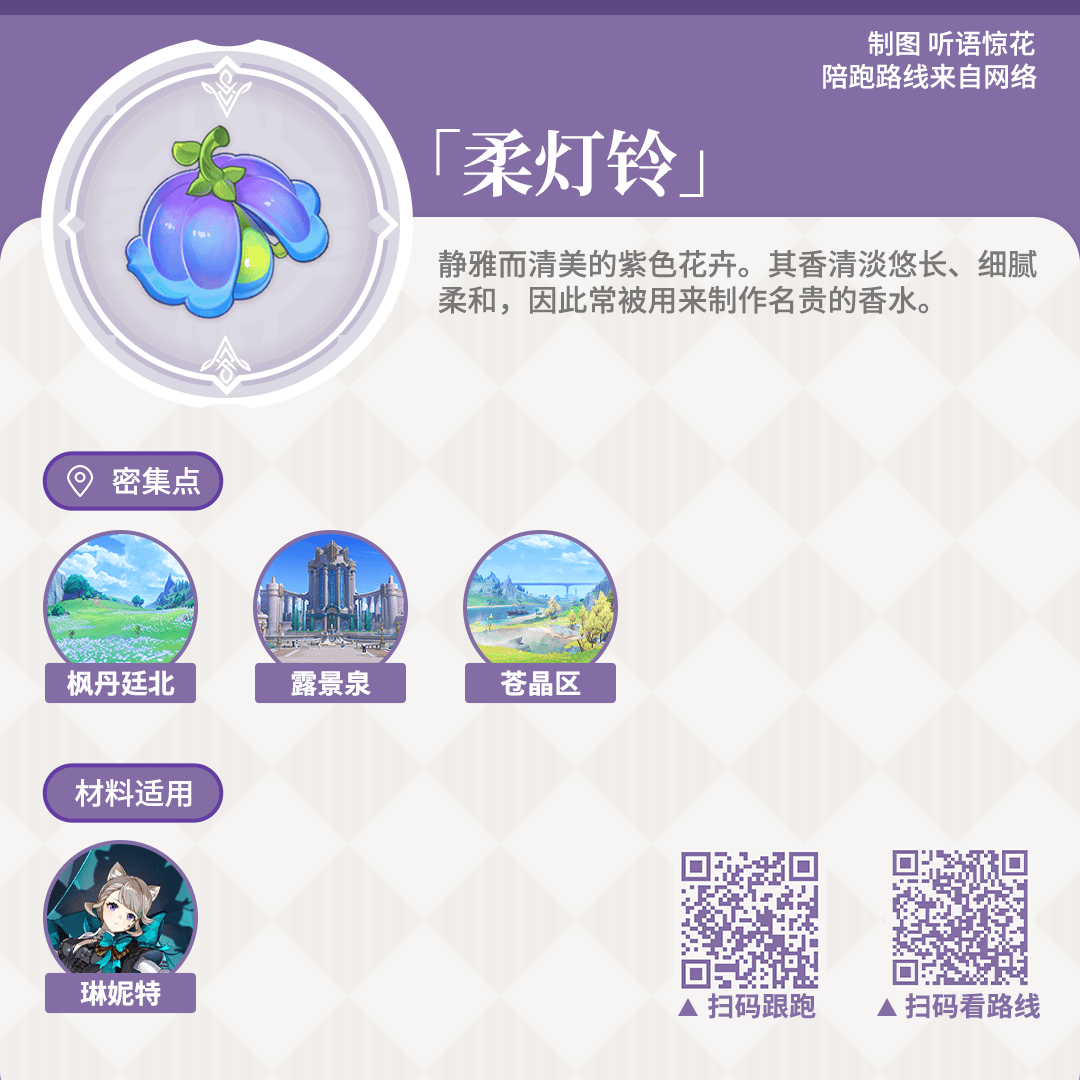 制图 听语惊花
陪跑路线来自网络
「柔灯铃」
静雅而清美的紫色花卉。其香清淡悠长、细腻
柔和，因此常被用来制作名贵的香水。
密集点
枫丹廷北
露景泉
苍晶区
材料适用
琳妮特
▲ 扫码跟跑
▲ 扫码看路线